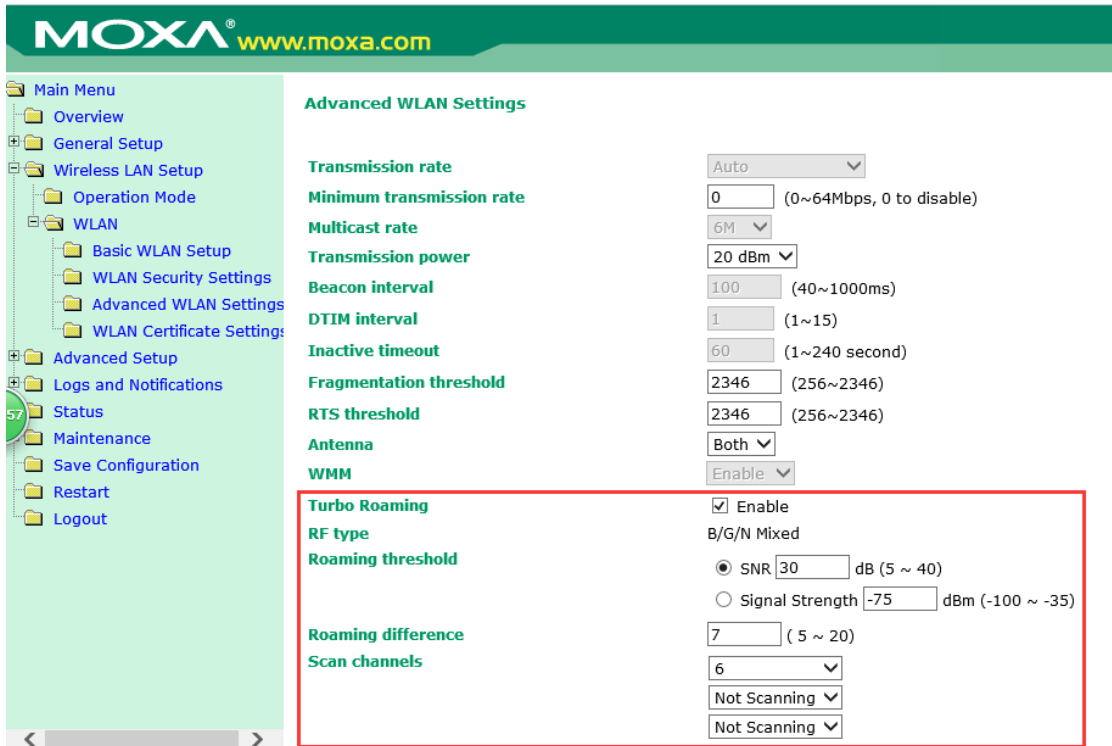 MOXA® www.moxa.com
Main Menu
Overview
General Setup
Wireless LAN Setup
Operation Mode
WLAN
Basic WLAN Setup
WLAN Security Settings
Advanced WLAN Settings
WLAN Certificate Settings
Advanced Setup
Logs and Notifications
57
Status
Maintenance
Save Configuration
Restart
Logout
Advanced WLAN Settings
Transmission rate Auto
Minimum transmission rate 0 (0~64Mbps, 0 to disable)
Multicast rate 6M
Transmission power 20 dBm
Beacon interval 100 (40~1000ms)
DTIM interval 1 (1~15)
Inactive timeout 60 (1~240 second)
Fragmentation threshold 2346 (256~2346)
RTS threshold 2346 (256~2346)
Antenna Both
WMM Enable
Turbo Roaming Enable
RF type B/G/N Mixed
Roaming threshold SNR 30 dB (5 ~ 40)
Signal Strength -75 dBm (-100 ~ -35)
Roaming difference 7 ( 5 ~ 20)
Scan channels 6
Not Scanning
Not Scanning